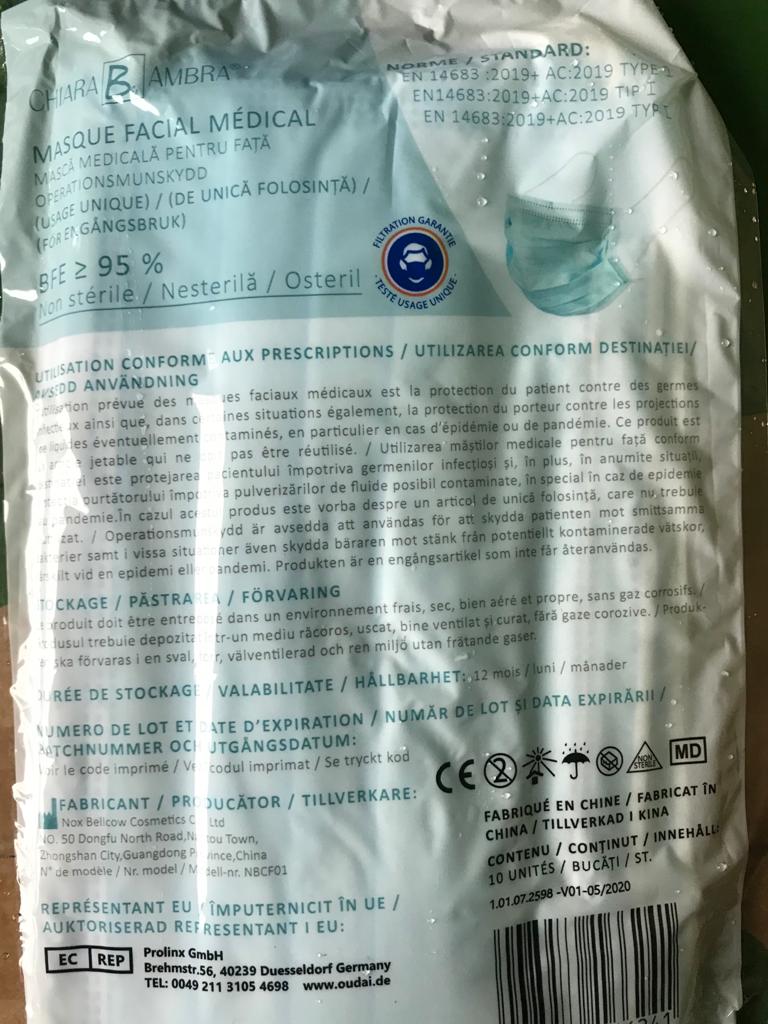 CHIARA B. AMBRA®
NORME / STANDARD:
EN 14683 :2019+ AC:2019 TYPE I
EN14683:2019+AC:2019 TIP I
EN 14683:2019+AC:2019 TYP I
MASQUE FACIAL MÉDICAL
MASCĂ MEDICALĂ PENTRU FAȚĂ
OPERATIONSMUNSKYDD
(USAGE UNIQUE) / (DE UNICĂ FOLOSINȚĂ) /
(FÖR ENGÅNGSBRUK)
FILTRATION GARANTIE
· TESTÉ USAGE UNIQUE ·
BFE ≥ 95 %
Non stérile / Nesterilă / Osteril
UTILISATION CONFORM AUX PRESCRIPTIONS / UTILIZAREA CONFORM DESTINAȚIEI/
AVSEDD ANVÄNDNING
prévue des faciaux médicaux est la protection du patient contre des germes
ainsi que, dans également, la protection du porteur contre les projections
éventuellement en particulier en cas d'épidémie ou de pandémie. Ce produit est
jetable qui ne pas être réutilisé. / Utilizarea măștilor medicale pentru față conform
este protejarea pacientului împotriva germenilor infecțioși și, în plus, în anumite situații,
purtătorului împotriva pulverizărilor de fluide posibil contaminate, în special în caz de epidemie
pandemie.În cazul acestui produs este vorba despre un articol de unică folosință, care nu trebuie
/ Operationsmunskydd är avsedda att användas för att skydda patienten mot smittsamma
samt i vissa situationer även skydda bäraren mot stänk från potentiellt kontaminerade vätskor,
vid en epidemi eller pandemi. Produkten är en engångsartikel som inte får återanvändas.
STOCKAGE / PĂSTRAREA / FÖRVARING
produit doit être entreposé dans un environnement frais, sec, bien aéré et propre, sans gaz corrosifs. /
trebuie depozitat într-un mediu răcoros, uscat, bine ventilat și curat, fără gaze corozive. / Produk-
ska förvaras i en sval, torr, välventilerad och ren miljö utan frätande gaser.
DURÉE DE STOCKAGE / VALABILITATE / HÅLLBARHET: 12 mois / luni / månader
NUMERO DE LOT ET DATE D'EXPIRATION / NUMĂR DE LOT ȘI DATA EXPIRĂRII /
BATCHNUMMER OCH UTGÅNGSDATUM:
Voir le code imprimé / Vezi codul imprimat / Se tryckt kod
CE 2 NON STERILE MD
FABRICANT / PRODUCĂTOR / TILLVERKARE:
Nox Bellcow Cosmetics Co. Ltd
NO. 50 Dongfu North Road, Town,
Zhongshan City,Guangdong Province,China
N° de modèle / Nr. model / Modell-nr. NBCF01
FABRIQUÉ EN CHINE / FABRICAT ÎN
CHINA / TILLVERKAD I KINA
CONTENU / CONȚINUT / INNEHÅLL:
10 UNITÉS / BUCĂȚI / ST.
1.01.07.2598 -V01-05/2020
REPRÉSENTANT EU / ÎMPUTERNICIT ÎN UE /
AUKTORISERAD REPRESENTANT I EU:
EC REP
Prolinx GmbH
Brehmstr.56, 40239 Duesseldorf Germany
TEL: 0049 211 3105 4698 www.oudai.de